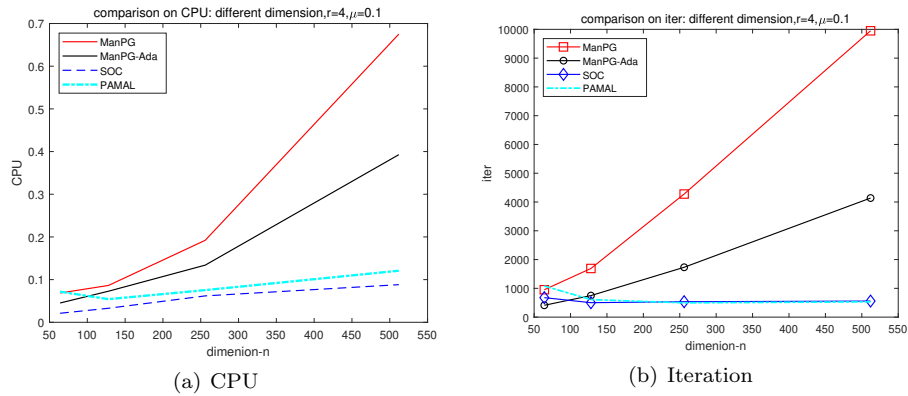 comparison on CPU: different dimension,r=4,μ=0.1
0.7
0.6
0.5
0.4
0.3
0.2
0.1
0
CPU
ManPG
ManPG-Ada
SOC
PAMAL
50 100 150 200 250 300 350 400 450 500 550
dimenion-n
(a) CPU
comparison on iter: different dimension,r=4,μ=0.1
10000
9000
8000
7000
6000
5000
4000
3000
2000
1000
0
iter
ManPG
ManPG-Ada
SOC
PAMAL
50 100 150 200 250 300 350 400 450 500 550
dimenion-n
(b) Iteration